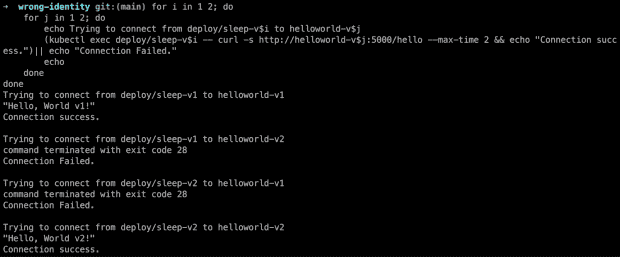 ➜  wrong-identity git:(main) for i in 1 2; do
for j in 1 2; do
echo Trying to connect from deploy/sleep-v$i to helloworld-v$j
(kubectl exec deploy/sleep-v$i -- curl -s http://helloworld-v$j:5000/hello --max-time 2 && echo "Connection succ
ess.")|| echo "Connection Failed."
echo
done
done
Trying to connect from deploy/sleep-v1 to helloworld-v1
"Hello, World v1!"
Connection success.

Trying to connect from deploy/sleep-v1 to helloworld-v2
command terminated with exit code 28
Connection Failed.

Trying to connect from deploy/sleep-v2 to helloworld-v1
command terminated with exit code 28
Connection Failed.

Trying to connect from deploy/sleep-v2 to helloworld-v2
"Hello, World v2!"
Connection success.